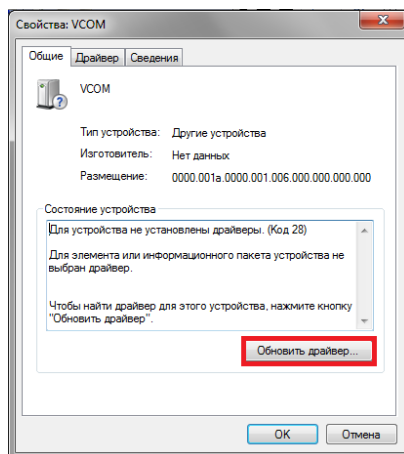 Свойства: VCOM
Общие Драйвер Сведения
VCOM
Тип устройства: Другие устройства
Изготовитель: Нет данных
Размещение: 0000.001a.0000.001.006.000.000.000.000
Состояние устройства
Для устройства не установлены драйверы. (Код 28)
Для элемента или информационного пакета устройства не
выбран драйвер.
Чтобы найти драйвер для этого устройства, нажмите кнопку
"Обновить драйвер".
Обновить драйвер...
OK Отмена